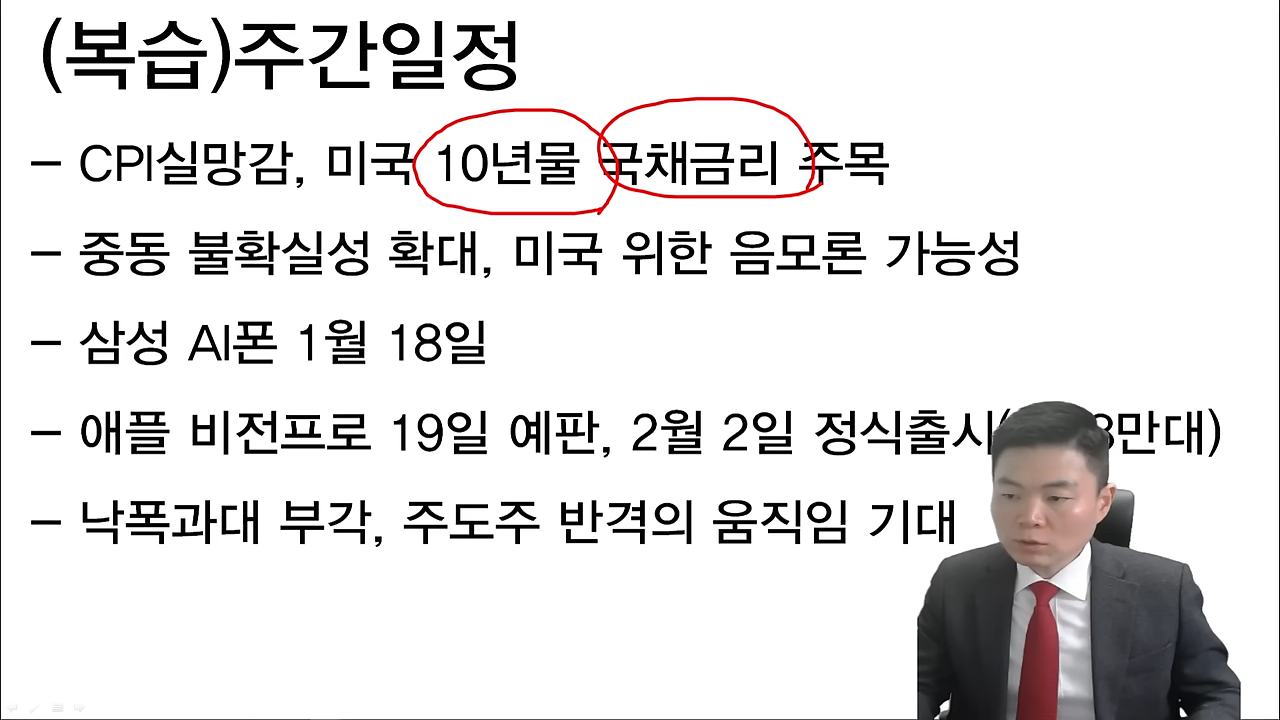 (복습)주간일정
– CPI실망감, 미국 10년물 국채금리 주목
– 중동 불확실성 확대, 미국 위한 음모론 가능성
– 삼성 AI폰 1월 18일
– 애플 비전프로 19일 예판, 2월 2일 정식출시( 만대)
– 낙폭과대 부각, 주도주 반격의 움직임 기대